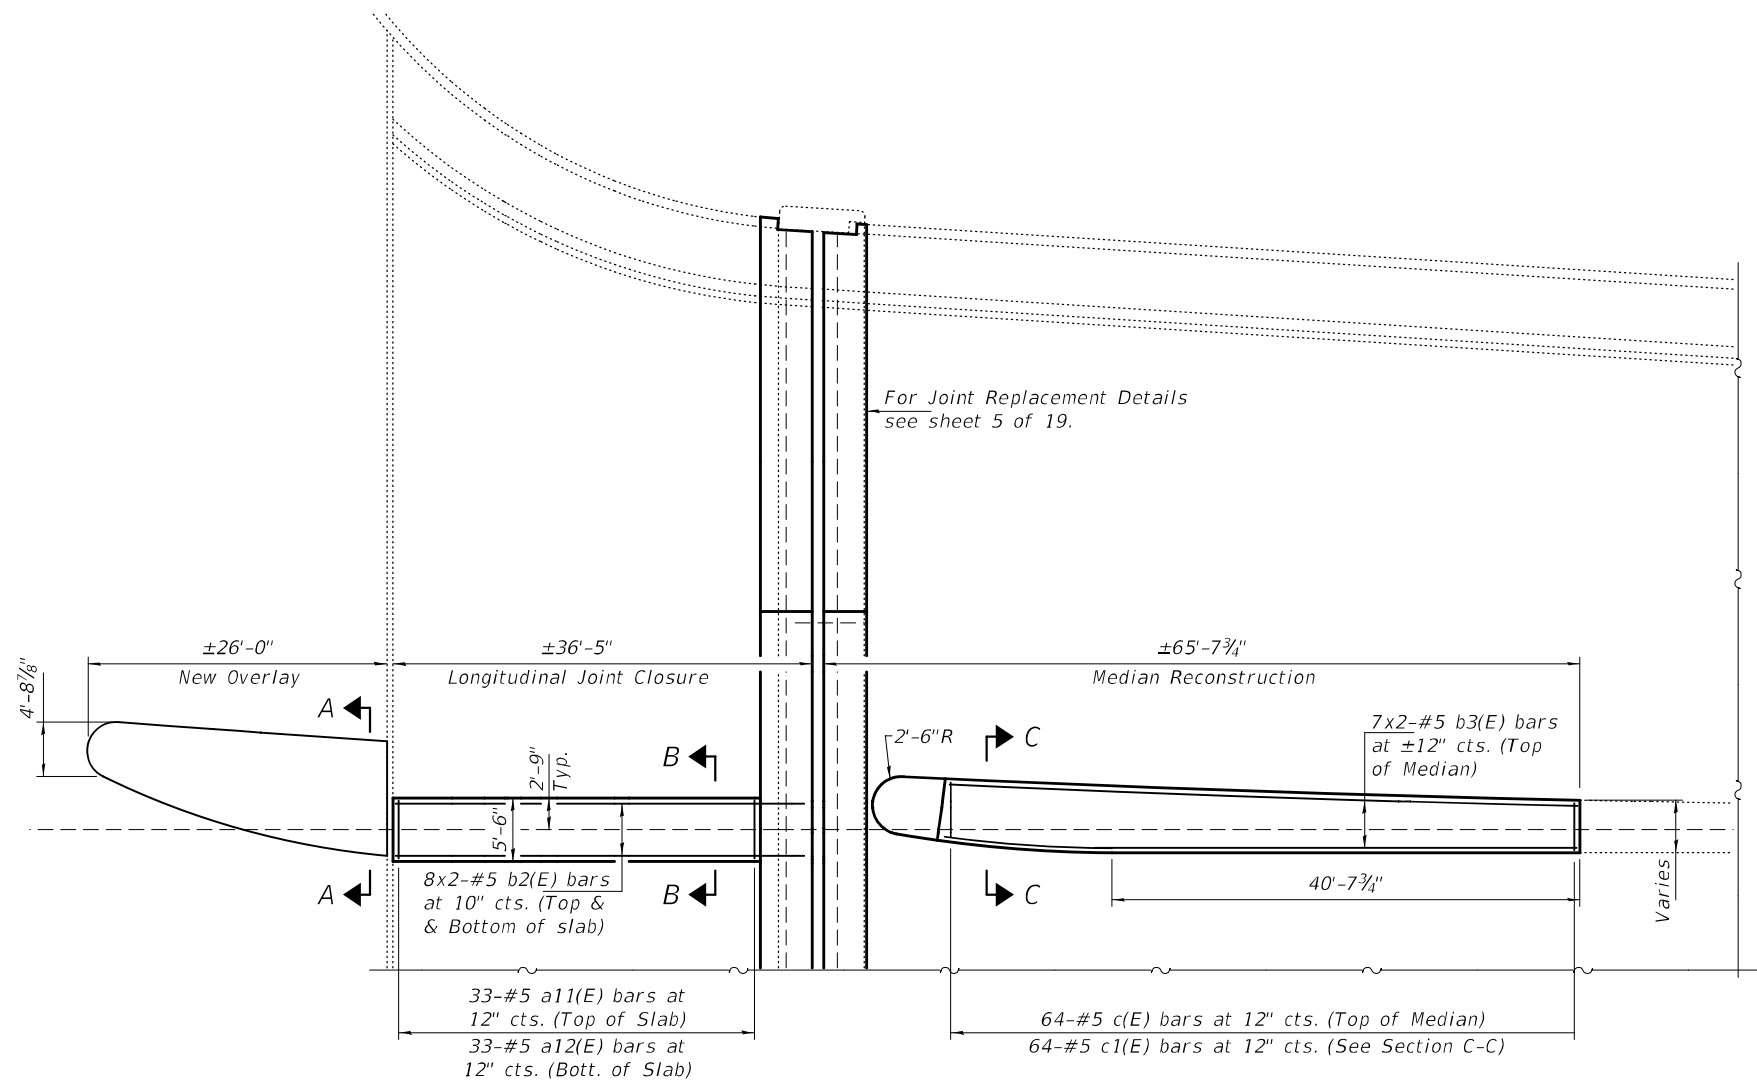 For Joint Replacement Details
see sheet 5 of 19.
±26'-0"
New Overlay
±36'-5"
Longitudinal Joint Closure
±65'-7¾"
Median Reconstruction
4'-8⅞"
A
B
C
2'-9"
Typ.
5'-6"
2'-6"R
7x2-#5 b3(E) bars
at ±12" cts. (Top
of Median)
A
8x2-#5 b2(E) bars
at 10" cts. (Top &
& Bottom of slab)
B
C
40'-7¾"
Varies
33-#5 a11(E) bars at
12" cts. (Top of Slab)
33-#5 a12(E) bars at
12" cts. (Bott. of Slab)
64-#5 c(E) bars at 12" cts. (Top of Median)
64-#5 c1(E) bars at 12" cts. (See Section C-C)